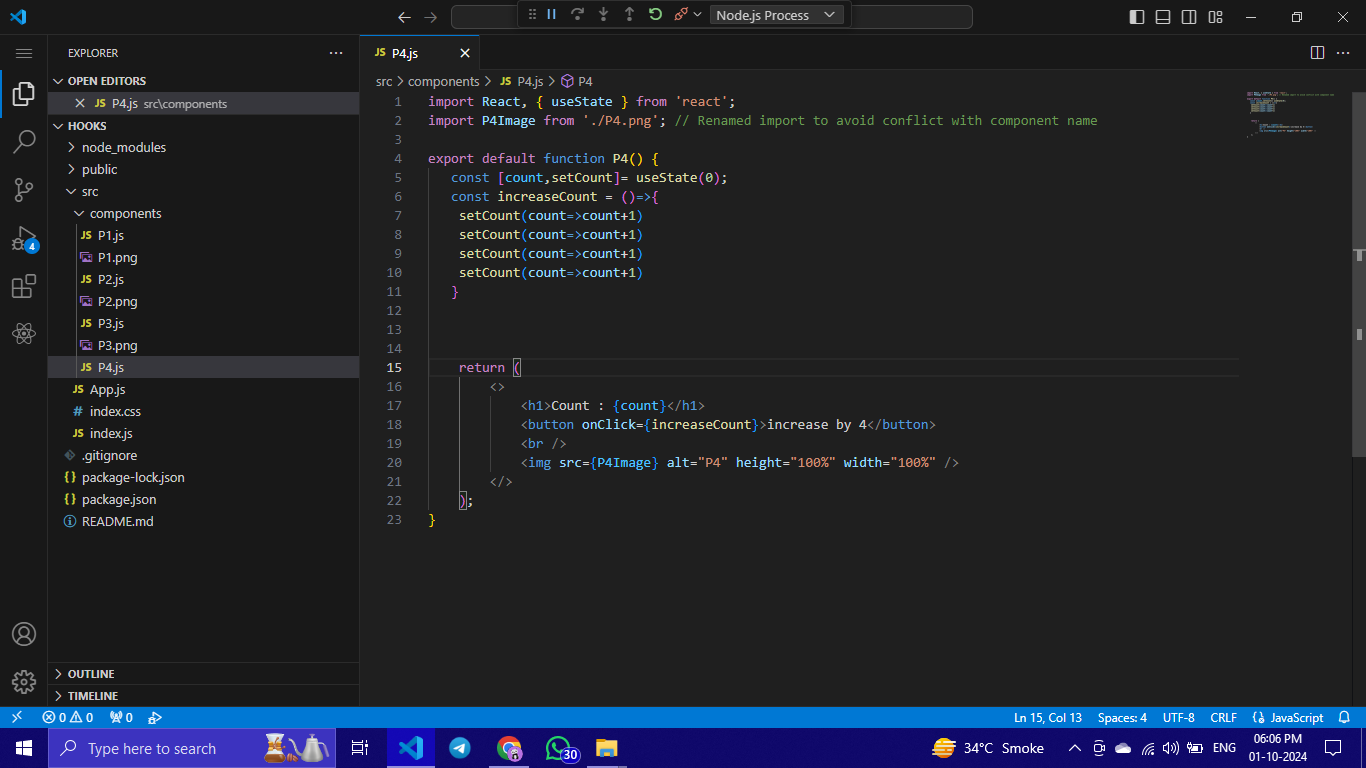 Node.js Process
EXPLORER
OPEN EDITORS
JS P4.js src\components
HOOKS
node_modules
public
src
components
JS P1.js
P1.png
JS P2.js
P2.png
JS P3.js
P3.png
JS P4.js
JS App.js
# index.css
JS index.js
.gitignore
{} package-lock.json
{} package.json
README.md
OUTLINE
TIMELINE
4
JS P4.js
src > components > JS P4.js > P4
1 import React, { useState } from 'react';
2 import P4Image from './P4.png'; // Renamed import to avoid conflict with component name
3
4 export default function P4() {
5 const [count,setCount]= useState(0);
6 const increaseCount = ()=>{
7 setCount(count=>count+1)
8 setCount(count=>count+1)
9 setCount(count=>count+1)
10 setCount(count=>count+1)
11 }
12
13
14
15 return (
16 <>
17 <h1>Count : {count}</h1>
18 <button onClick={increaseCount}>increase by 4</button>
19 <br />
20 <img src={P4Image} alt="P4" height="100%" width="100%" />
21 </>
22 );
23 }
0 0 0
Ln 15, Col 13 Spaces: 4 UTF-8 CRLF {} JavaScript
Type here to search
30
34°C Smoke
ENG
06:06 PM
01-10-2024